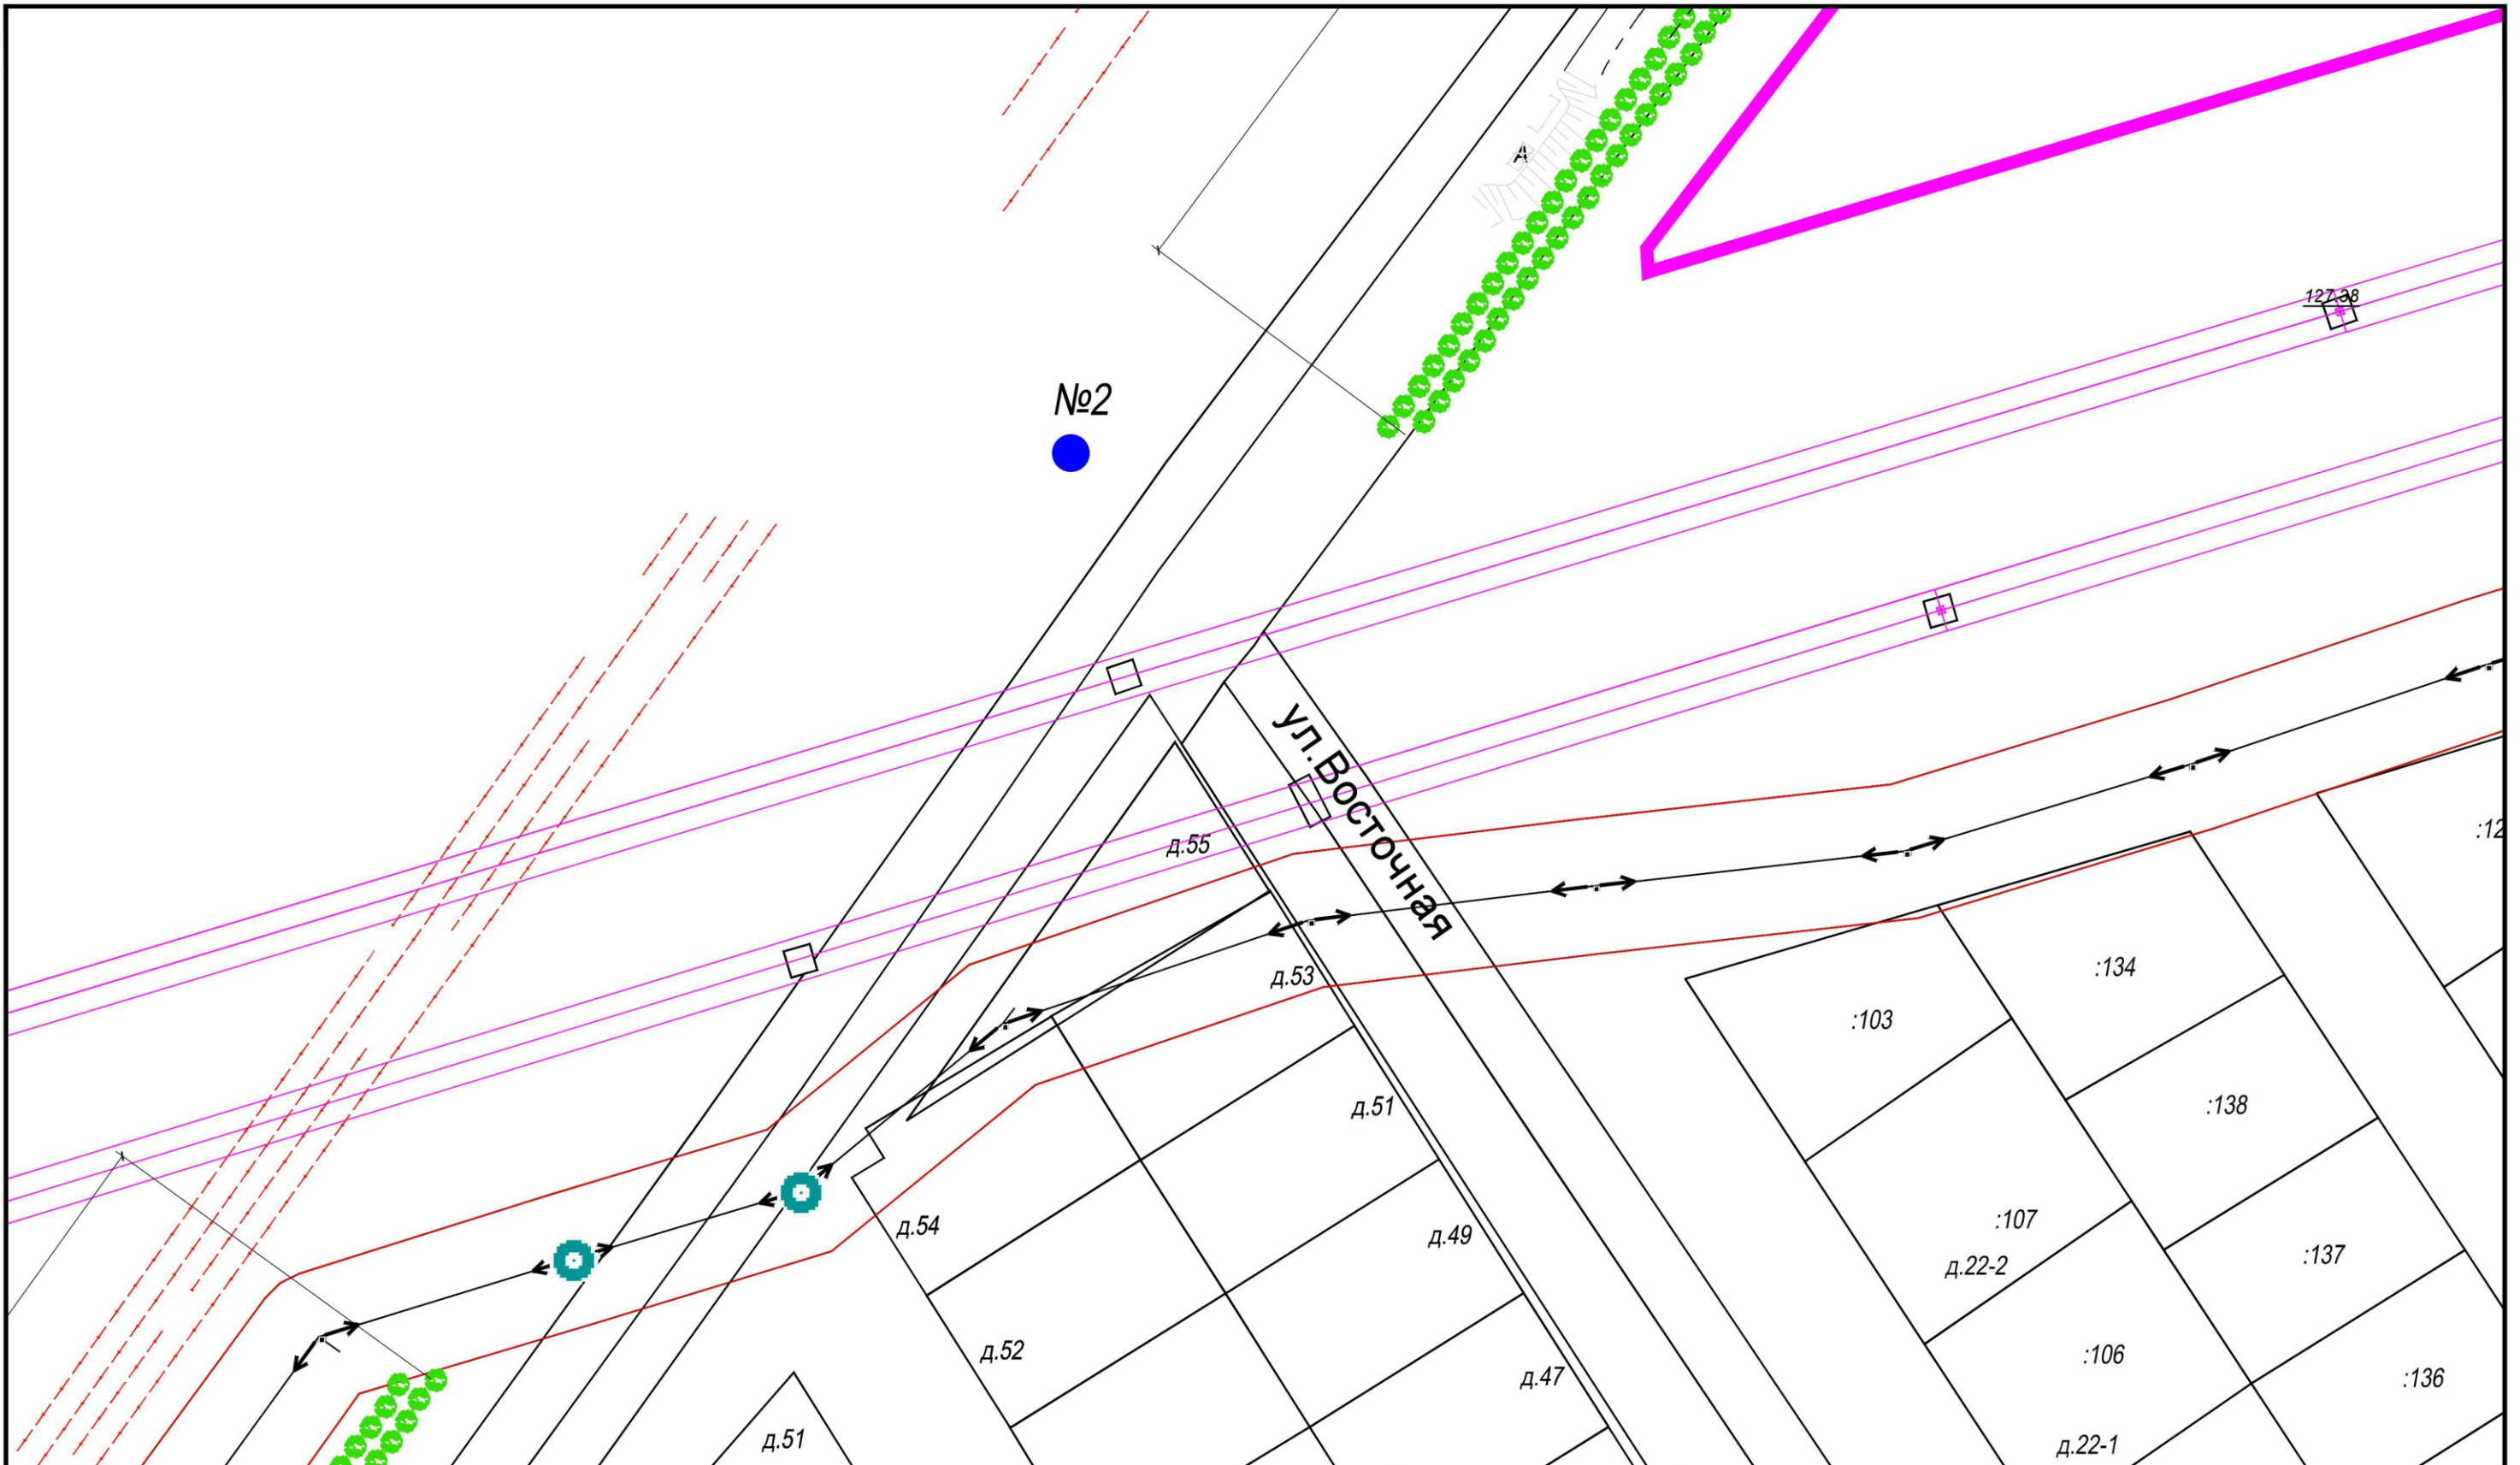 А
127.38
№2
ул.Восточная
д.55
:12
д.53
:134
:103
:138
д.51
:107
д.54
д.49
:137
д.22-2
д.52
:106
д.47
:136
д.51
д.22-1